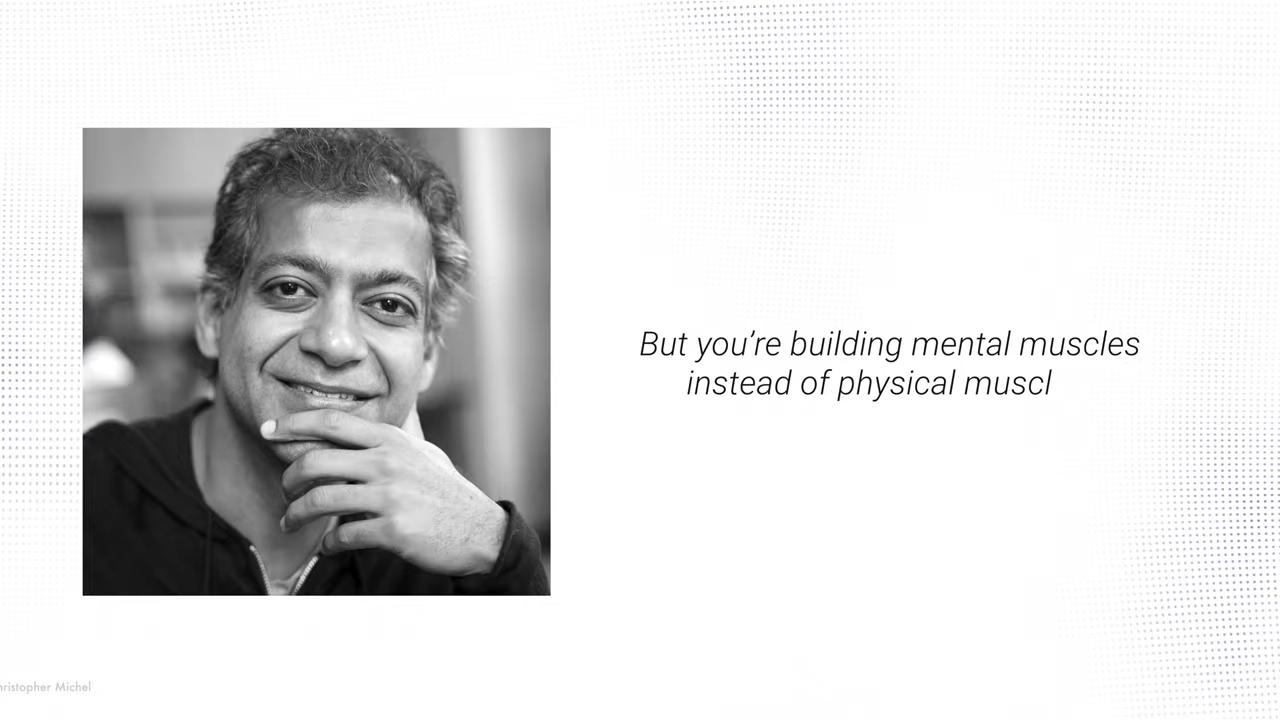 But you're building mental muscles
instead of physical muscl
hristopher Michel